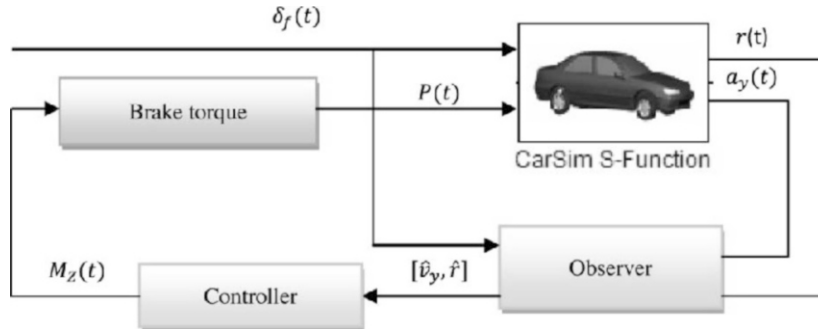 δ_f(t)
r(t)
a_y(t)
Brake torque
P(t)
CarSim S-Function
M_z(t)
[v̂_y, r̂]
Observer
Controller